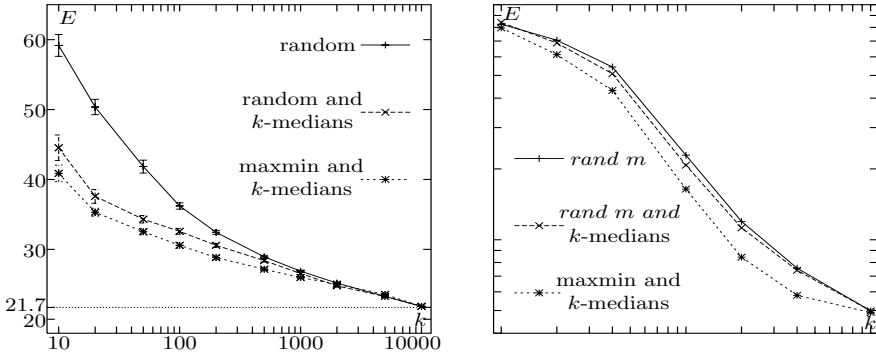 E
60
50
40
30
21.7
20
10
100
1000
10000
k
random
random and
k-medians
maxmin and
k-medians
E
rand m
rand m and
k-medians
maxmin and
k-medians
k